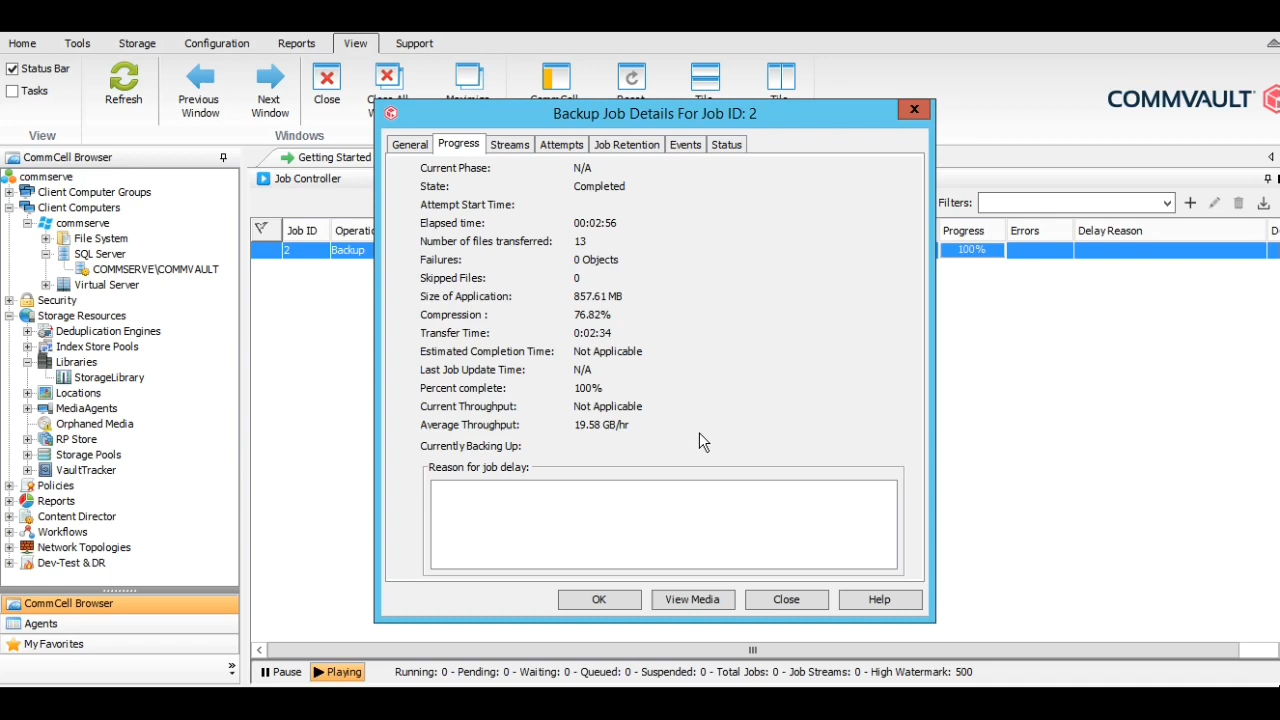 Home Tools Storage Configuration Reports View Support
Status Bar
Tasks
Refresh
Previous Window
Next Window
Close
View
Windows
COMMVAULT
Backup Job Details For Job ID: 2
General Progress Streams Attempts Job Retention Events Status
Current Phase: N/A
State: Completed
Attempt Start Time:
Elapsed time: 00:02:56
Number of files transferred: 13
Failures: 0 Objects
Skipped Files: 0
Size of Application: 857.61 MB
Compression : 76.82%
Transfer Time: 0:02:34
Estimated Completion Time: Not Applicable
Last Job Update Time: N/A
Percent complete: 100%
Current Throughput: Not Applicable
Average Throughput: 19.58 GB/hr
Currently Backing Up:
Reason for job delay:
OK View Media Close Help
CommCell Browser
commserve
Client Computer Groups
Client Computers
commserve
File System
SQL Server
COMMSERVE\COMMVAULT
Virtual Server
Security
Storage Resources
Deduplication Engines
Index Store Pools
Libraries
StorageLibrary
Locations
MediaAgents
Orphaned Media
RP Store
Storage Pools
VaultTracker
Policies
Reports
Content Director
Workflows
Network Topologies
Dev-Test & DR
CommCell Browser
Agents
My Favorites
Getting Started
Job Controller
Filters:
Job ID Progress Errors Delay Reason
2 Backup 100%
Pause Playing Running: 0 - Pending: 0 - Waiting: 0 - Queued: 0 - Suspended: 0 - Total Jobs: 0 - Job Streams: 0 - High Watermark: 500